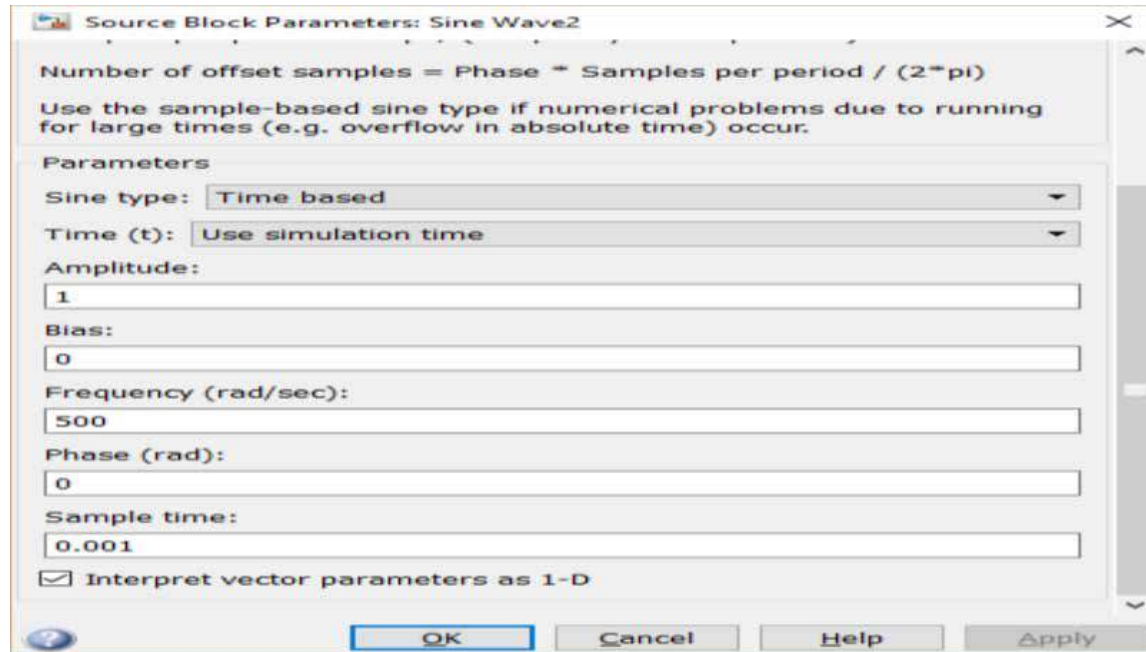 Source Block Parameters: Sine Wave2
Number of offset samples = Phase * Samples per period / (2*pi)
Use the sample-based sine type if numerical problems due to running
for large times (e.g. overflow in absolute time) occur.
Parameters
Sine type: Time based
Time (t): Use simulation time
Amplitude:
1
Bias:
0
Frequency (rad/sec):
500
Phase (rad):
0
Sample time:
0.001
Interpret vector parameters as 1-D
OK Cancel Help Apply